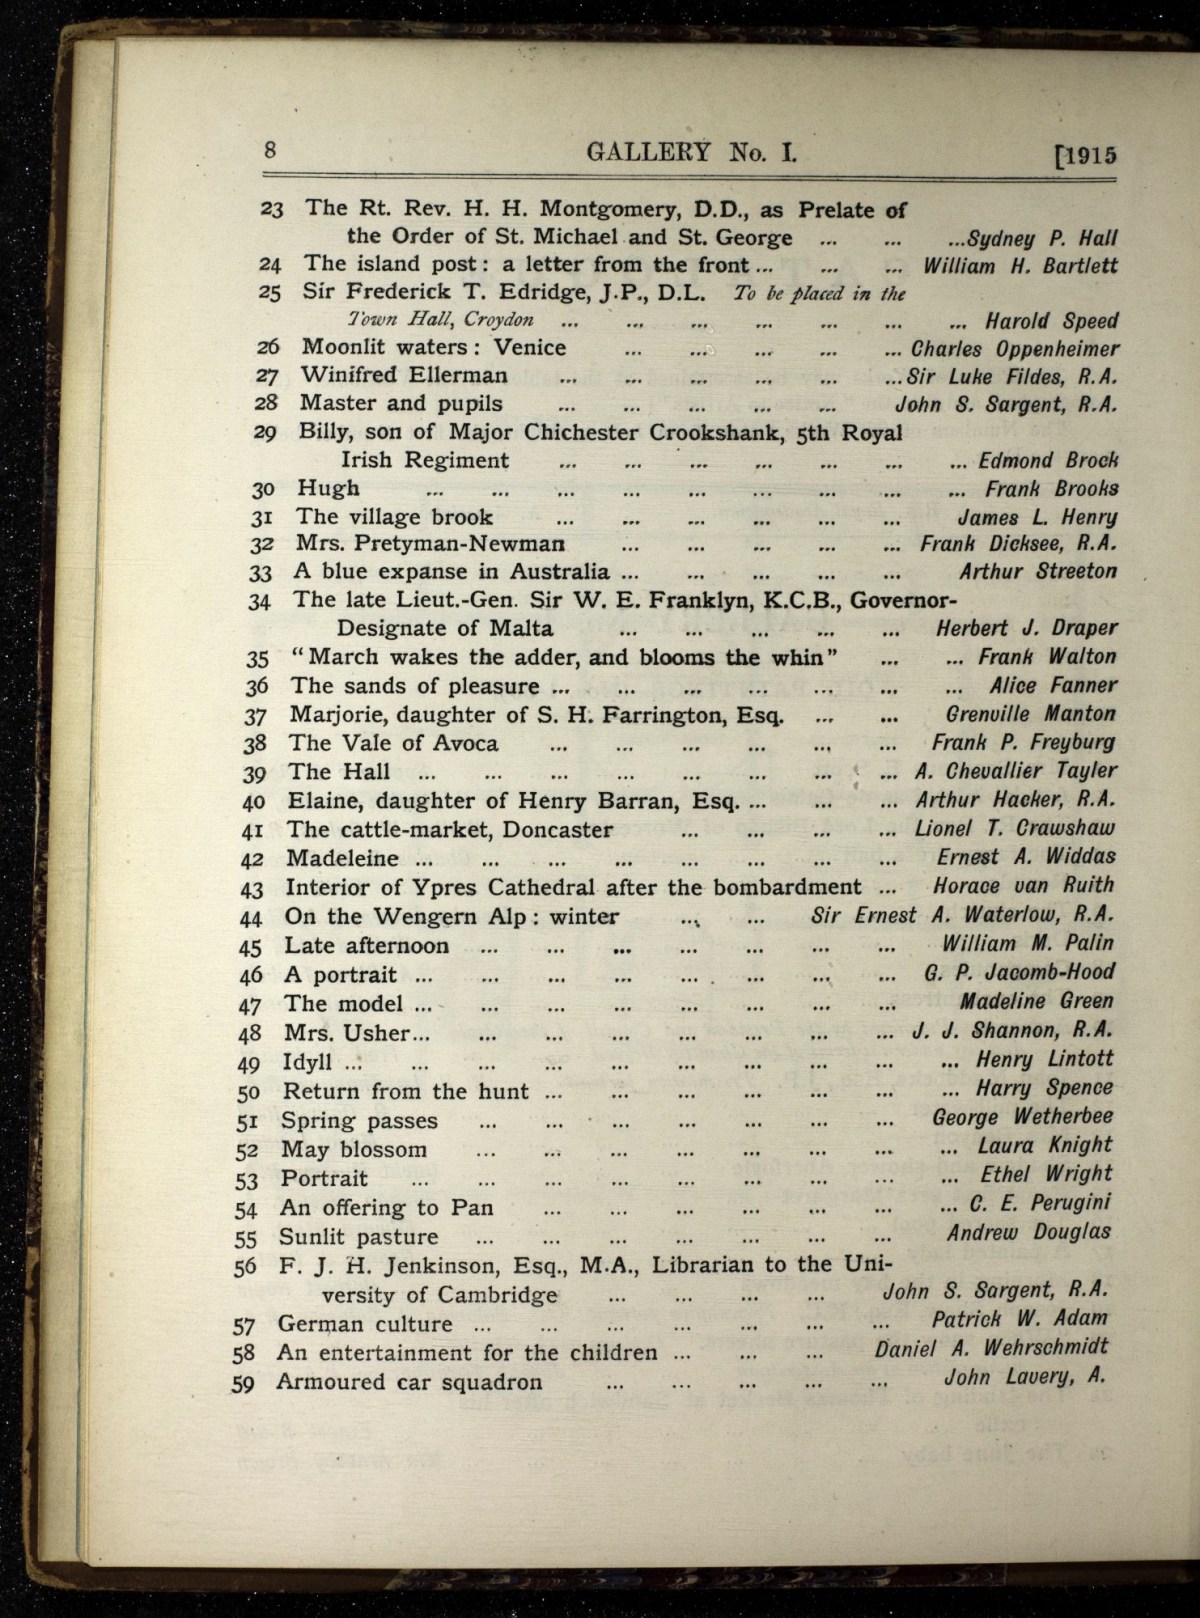 8 GALLERY No. I. [1915
23 The Rt. Rev. H. H. Montgomery, D.D., as Prelate of
the Order of St. Michael and St. George ... ... ...Sydney P. Hall
24 The island post: a letter from the front ... ... ... William H. Bartlett
25 Sir Frederick T. Edridge, J.P., D.L. To be placed in the
Town Hall, Croydon ... ... ... ... ... ... ... Harold Speed
26 Moonlit waters: Venice ... ... ... ... ... Charles Oppenheimer
27 Winifred Ellerman ... ... ... ... ... ...Sir Luke Fildes, R.A.
28 Master and pupils ... ... ... ... ... John S. Sargent, R.A.
29 Billy, son of Major Chichester Crookshank, 5th Royal
Irish Regiment ... ... ... ... ... ... ... Edmond Brock
30 Hugh ... ... ... ... ... ... ... ... ... Frank Brooks
31 The village brook ... ... ... ... ... ... James L. Henry
32 Mrs. Pretyman-Newman ... ... ... ... ... Frank Dicksee, R.A.
33 A blue expanse in Australia ... ... ... ... ... Arthur Streeton
34 The late Lieut.-Gen. Sir W. E. Franklyn, K.C.B., Governor-
Designate of Malta ... ... ... ... ... Herbert J. Draper
35 "March wakes the adder, and blooms the whin" ... ... Frank Walton
36 The sands of pleasure ... ... ... ... ... ... ... Alice Fanner
37 Marjorie, daughter of S. H. Farrington, Esq. ... ... Grenville Manton
38 The Vale of Avoca ... ... ... ... ... ... Frank P. Freyburg
39 The Hall ... ... ... ... ... ... ... ... A. Chevallier Tayler
40 Elaine, daughter of Henry Barran, Esq. ... ... ... Arthur Hacker, R.A.
41 The cattle-market, Doncaster ... ... ... ... Lionel T. Crawshaw
42 Madeleine ... ... ... ... ... ... ... ... Ernest A. Widdas
43 Interior of Ypres Cathedral after the bombardment ... Horace van Ruith
44 On the Wengern Alp: winter ... ... Sir Ernest A. Waterlow, R.A.
45 Late afternoon ... ... ... ... ... ... ... William M. Palin
46 A portrait ... ... ... ... ... ... ... ... G. P. Jacomb-Hood
47 The model ... ... ... ... ... ... ... ... Madeline Green
48 Mrs. Usher... ... ... ... ... ... ... ... J. J. Shannon, R.A.
49 Idyll ... ... ... ... ... ... ... ... ... ... Henry Lintott
50 Return from the hunt ... ... ... ... ... ... ... Harry Spence
51 Spring passes ... ... ... ... ... ... ... George Wetherbee
52 May blossom ... ... ... ... ... ... ... ... Laura Knight
53 Portrait ... ... ... ... ... ... ... ... ... Ethel Wright
54 An offering to Pan ... ... ... ... ... ... ... C. E. Perugini
55 Sunlit pasture ... ... ... ... ... ... ... Andrew Douglas
56 F. J. H. Jenkinson, Esq., M.A., Librarian to the Uni-
versity of Cambridge ... ... ... ... John S. Sargent, R.A.
57 German culture ... ... ... ... ... ... ... Patrick W. Adam
58 An entertainment for the children ... ... ... Daniel A. Wehrschmidt
59 Armoured car squadron ... ... ... ... ... John Lavery, A.